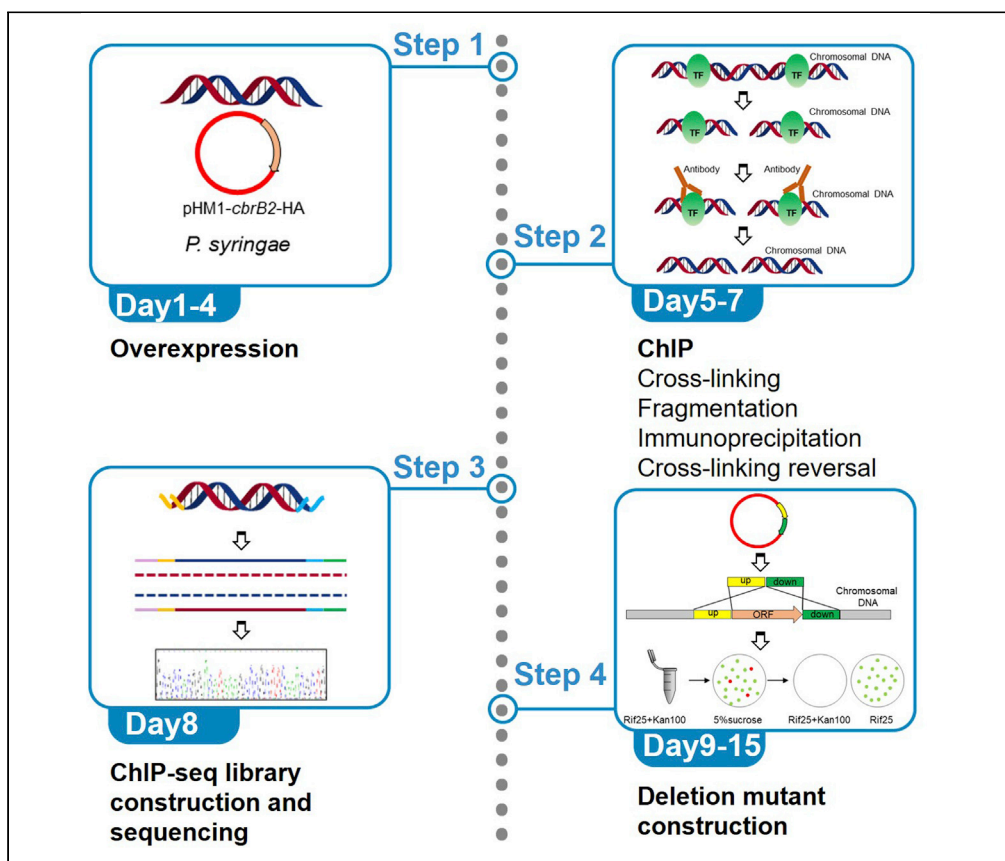 Step 1
pHM1-cbrB2-HA
P. syringae
Day1-4
Overexpression
Step 2
Chromosomal DNA
TF
TF
Chromosomal DNA
TF
TF
Antibody
Antibody
Chromosomal DNA
TF
TF
Chromosomal DNA
Day5-7
ChIP
Cross-linking
Fragmentation
Immunoprecipitation
Cross-linking reversal
Step 3
Day8
ChIP-seq library
construction and
sequencing
Step 4
up
down
Chromosomal
DNA
up
ORF
down
Rif25+Kan100
5%sucrose
Rif25+Kan100
Rif25
Day9-15
Deletion mutant
construction